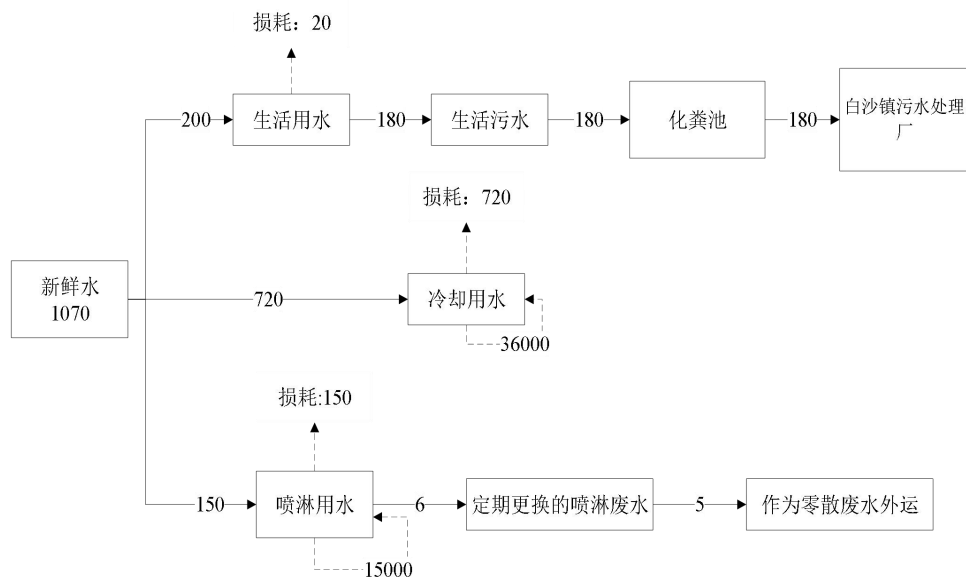 损耗：20
200
生活用水
180
生活污水
180
化粪池
180
白沙镇污水处理
厂
损耗：720
新鲜水
1070
720
冷却用水
36000
损耗:150
150
喷淋用水
6
定期更换的喷淋废水
5
作为零散废水外运
15000